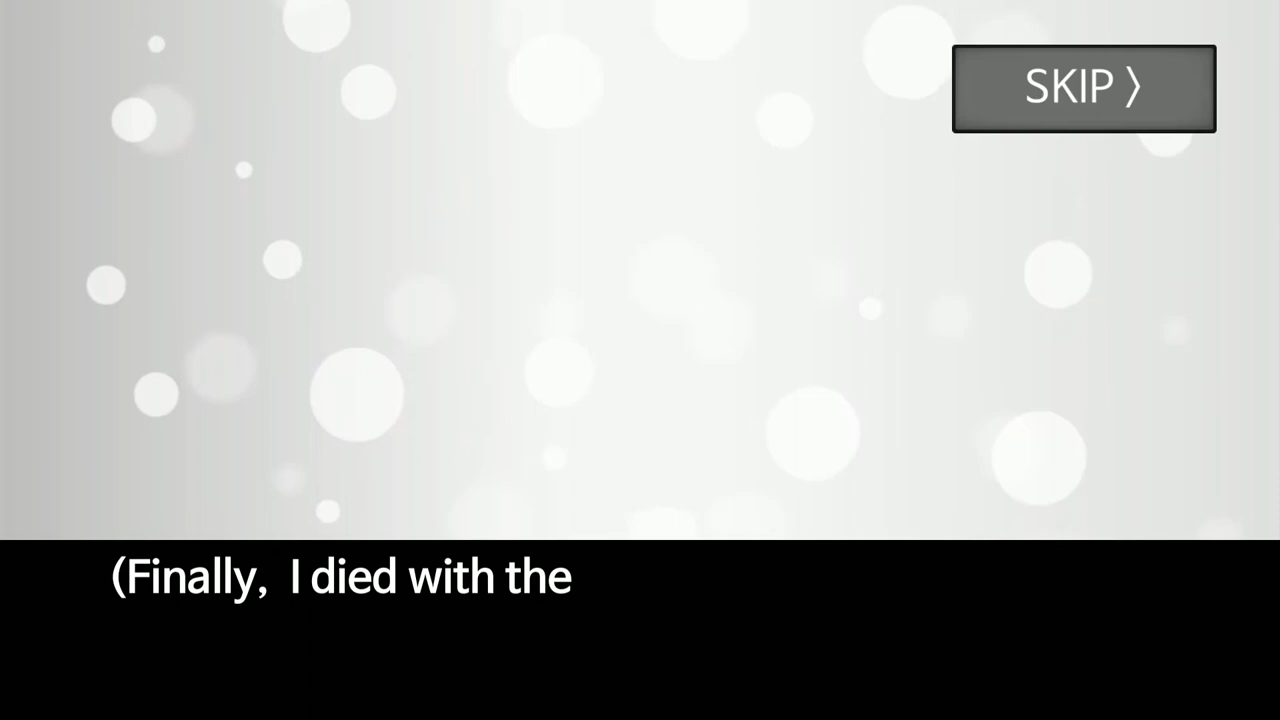 SKIP 〉
(Finally, I died with the